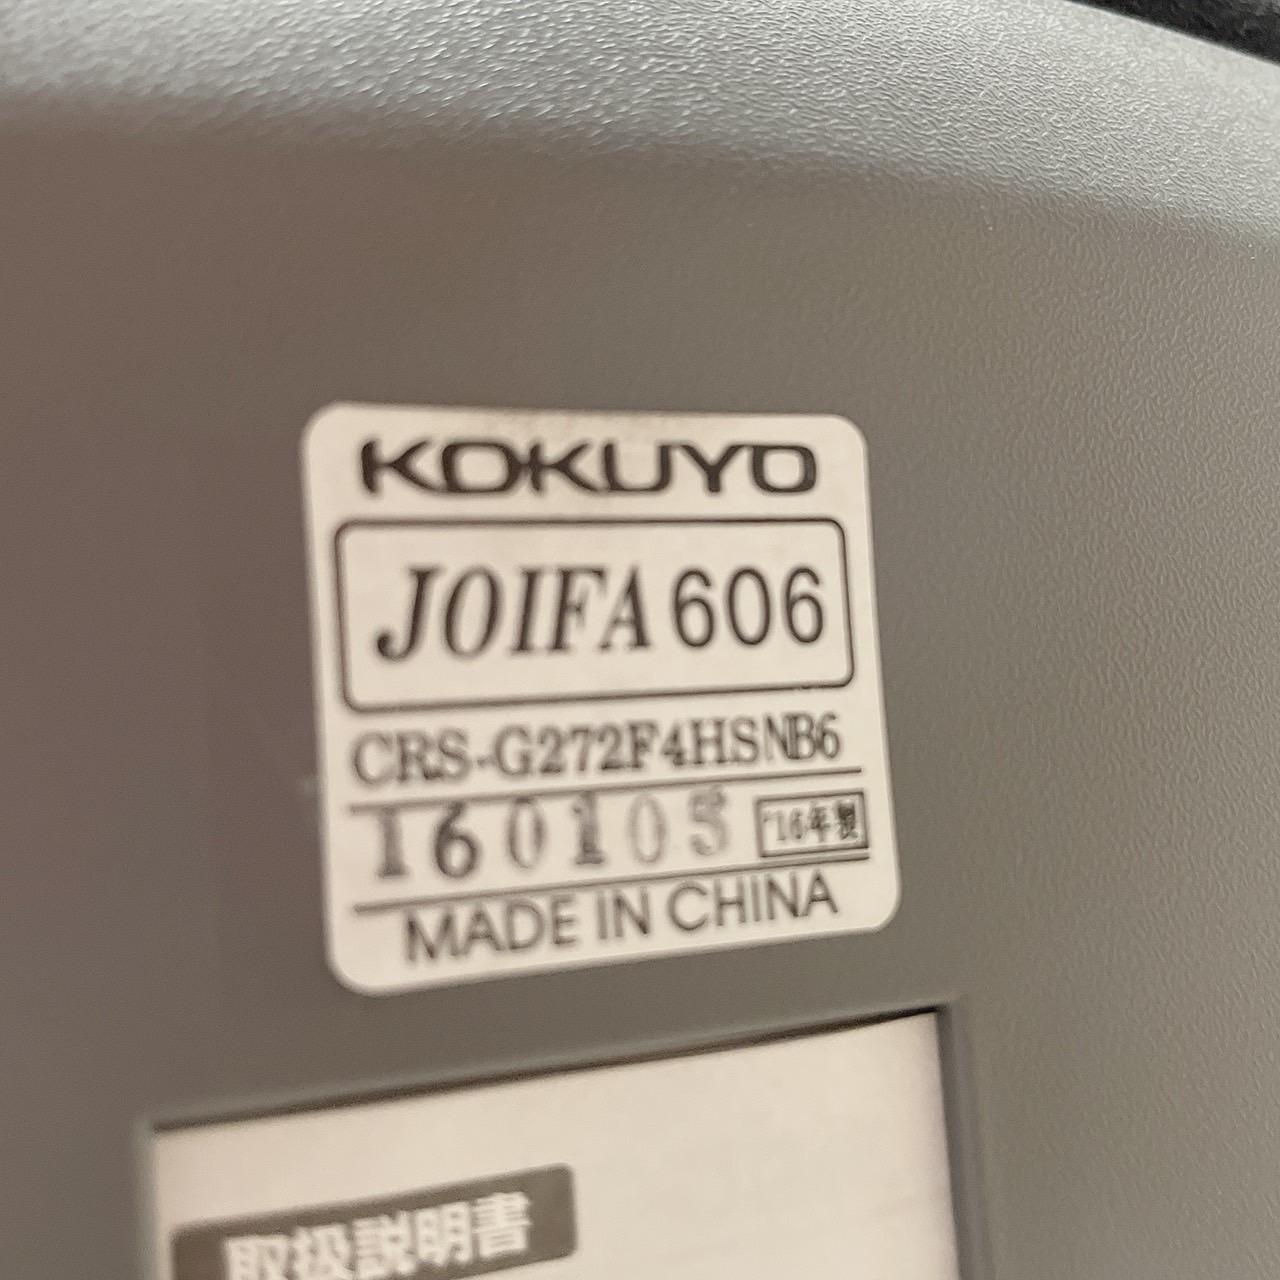 KOKUYO
JOIFA 606
CRS-G272F4HSNB6
160105 '16年製
MADE IN CHINA
取扱説明書